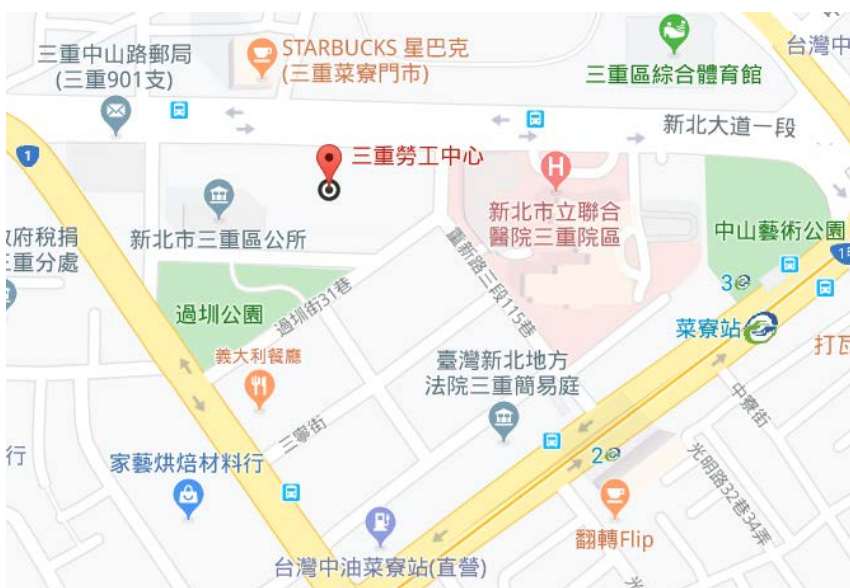 三重中山路郵局
(三重901支)
STARBUCKS 星巴克
(三重菜寮門市)
三重區綜合體育館
台灣中
新北大道一段
1
三重勞工中心
H
新北市立聯合
醫院三重院區
新北市三重區公所
中山藝術公園
府稅捐
三重分處
過圳公園
過圳街31巷
重新路三段115巷
3
菜寮站
打瓦
義大利餐廳
臺灣新北地方
法院三重簡易庭
三寧街
中寮街
行
家藝烘焙材料行
2
光明路32巷34弄
翻轉Flip
台灣中油菜寮站(直營)
光